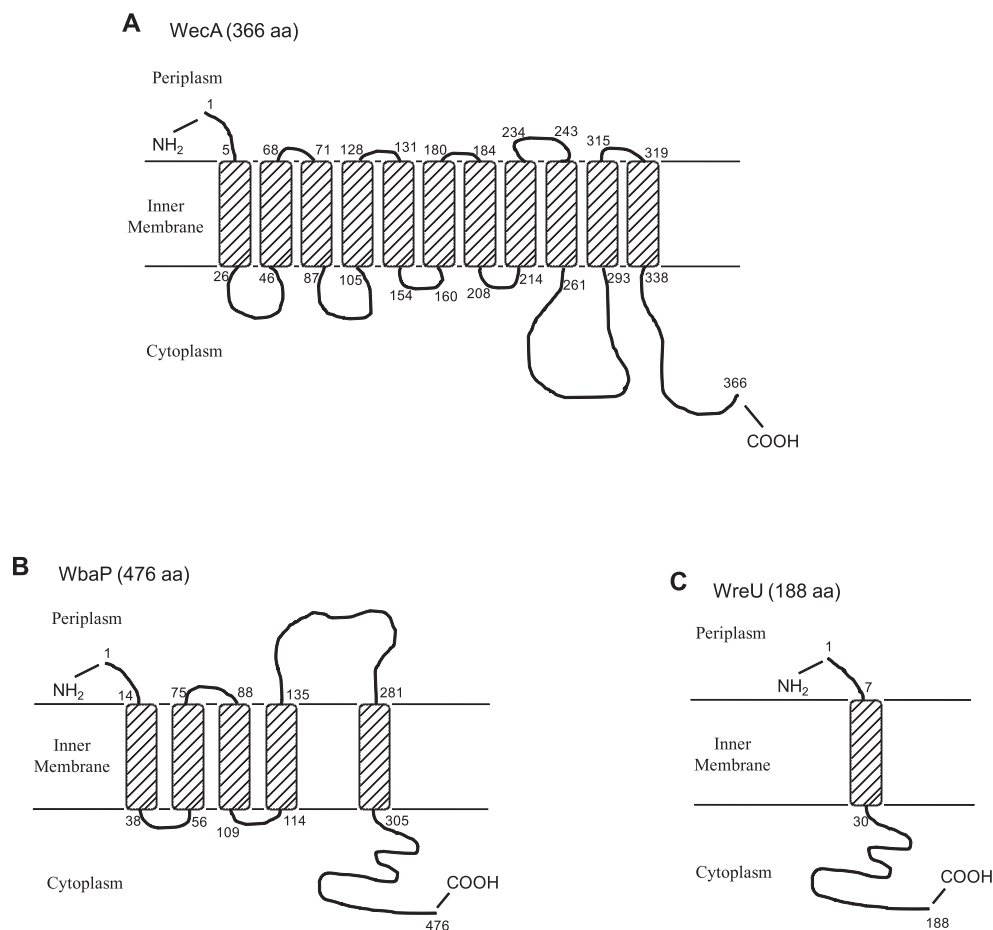 A WecA (366 aa)
Periplasm
1
NH2
5 68 71 128 131 180 184 234 243 315 319
Inner
Membrane
26 46 87 105 154 160 208 214 261 293 338
Cytoplasm
366
COOH
B WbaP (476 aa)
Periplasm
1
NH2
14 75 88 135 281
Inner
Membrane
38 56 109 114 305
Cytoplasm
COOH
476
C WreU (188 aa)
Periplasm
1
NH2
7
Inner
Membrane
30
Cytoplasm
COOH
188